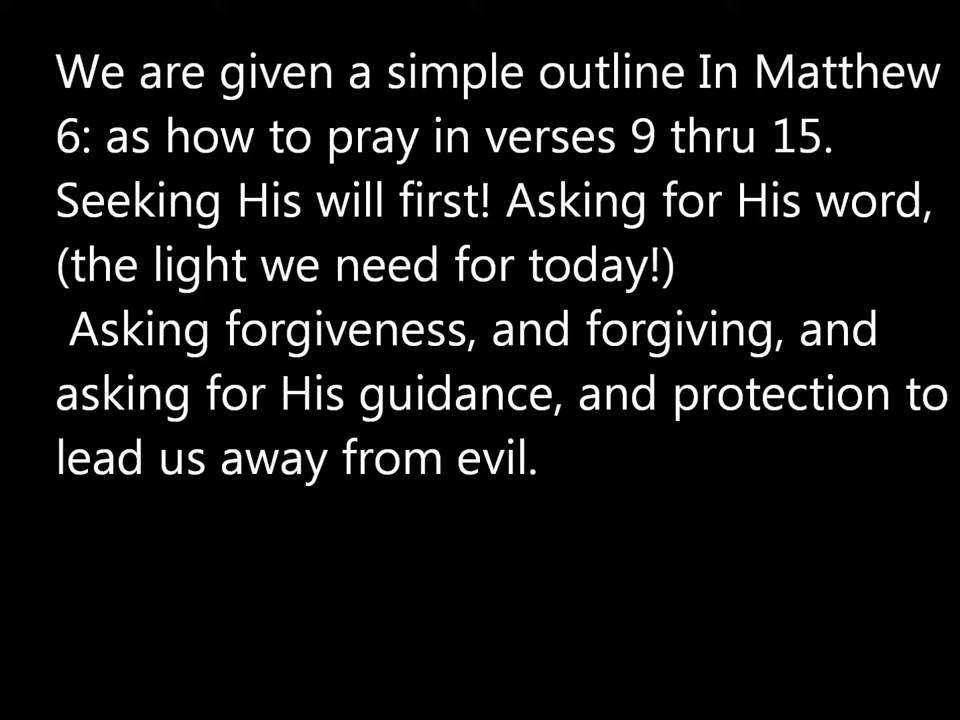 We are given a simple outline In Matthew
6: as how to pray in verses 9 thru 15.
Seeking His will first! Asking for His word,
(the light we need for today!)
Asking forgiveness, and forgiving, and
asking for His guidance, and protection to
lead us away from evil.